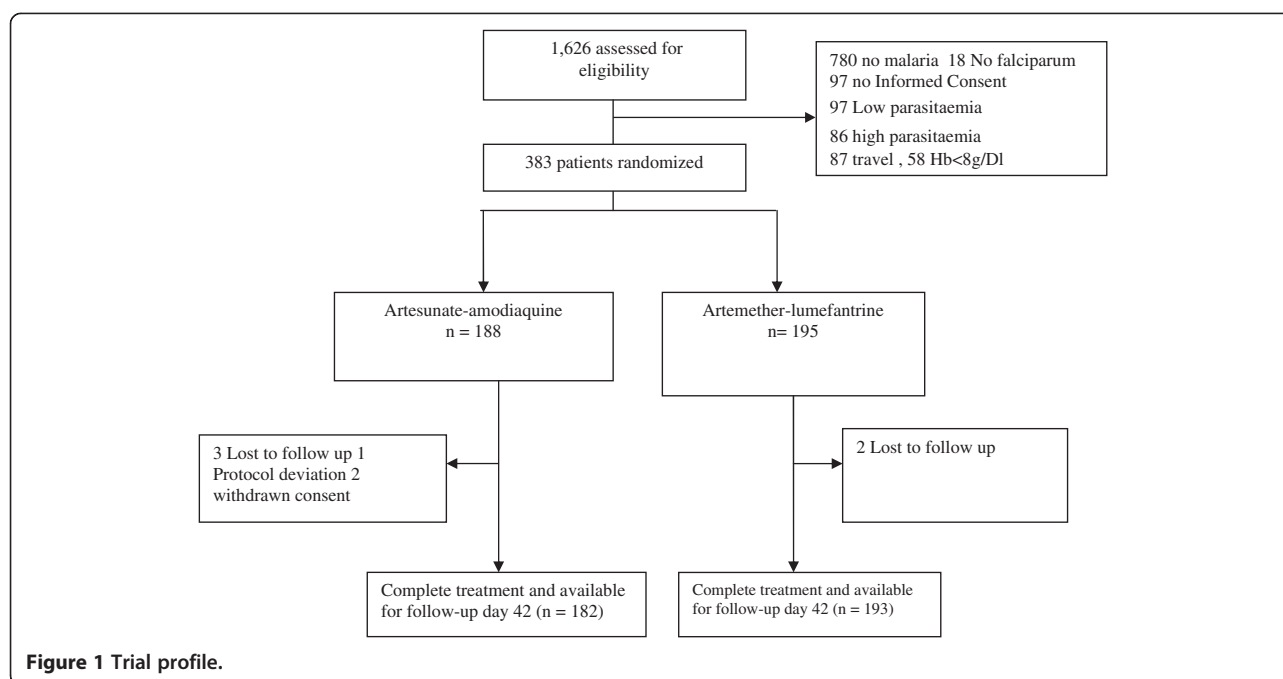 1,626 assessed for
eligibility
780 no malaria 18 No falciparum
97 no Informed Consent
97 Low parasitaemia
86 high parasitaemia
87 travel , 58 Hb<8g/Dl
383 patients randomized
Artesunate-amodiaquine
n = 188
Artemether-lumefantrine
n= 195
3 Lost to follow up 1
Protocol deviation 2
withdrawn consent
2 Lost to follow up
Complete treatment and available
for follow-up day 42 (n = 182)
Complete treatment and available
for follow-up day 42 (n = 193)
Figure 1 Trial profile.